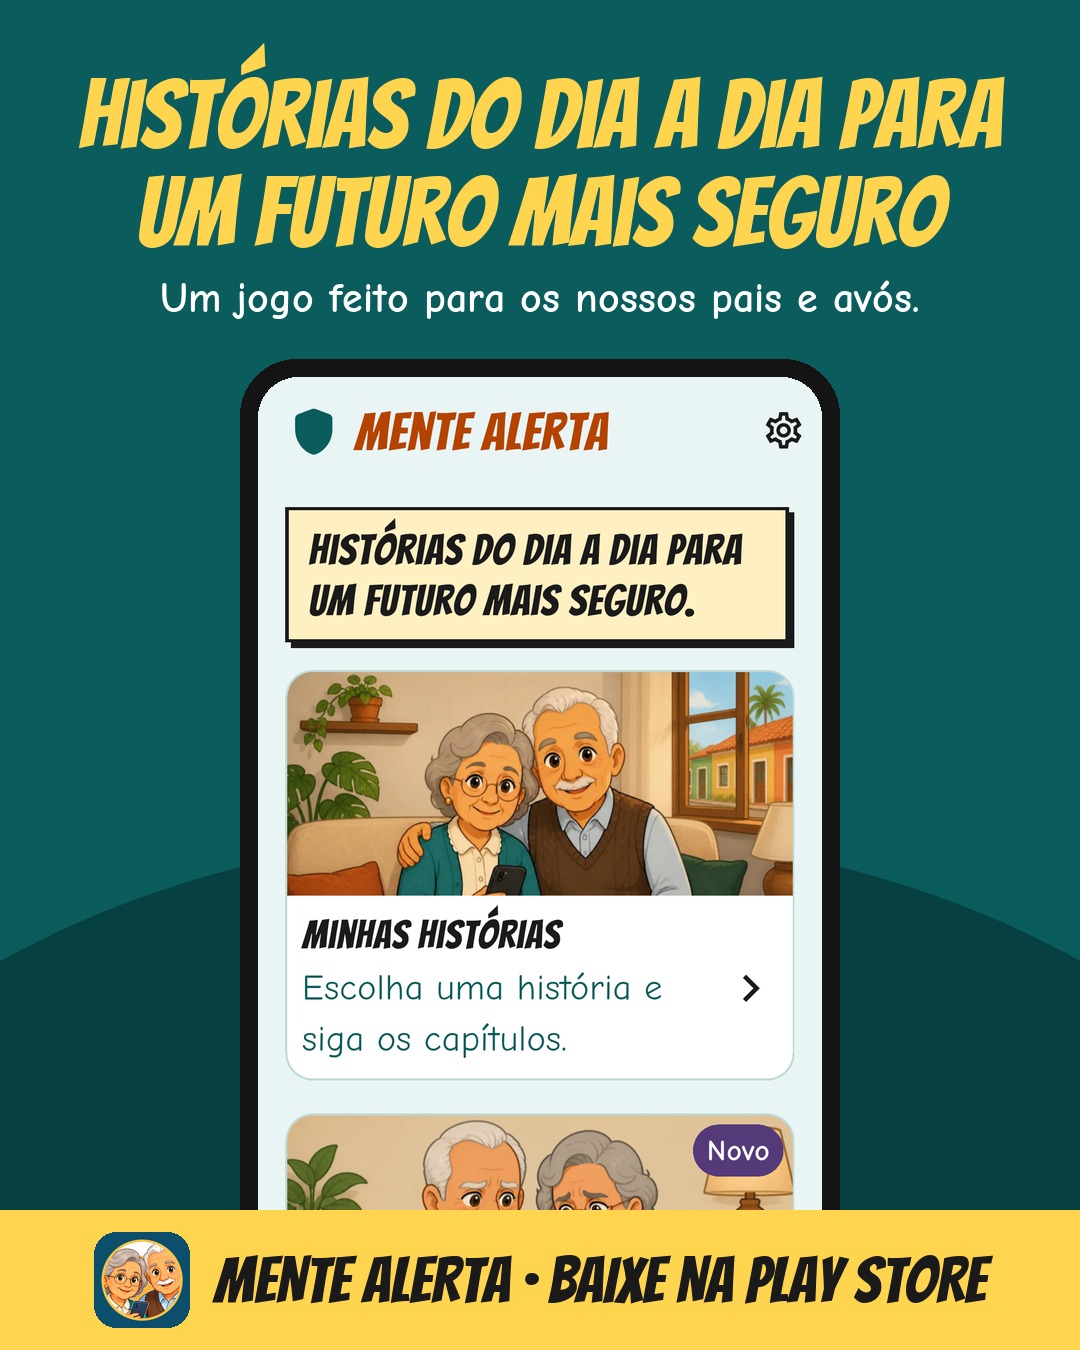 HISTÓRIAS DO DIA A DIA PARA
UM FUTURO MAIS SEGURO
Um jogo feito para os nossos pais e avós.
MENTE ALERTA
HISTÓRIAS DO DIA A DIA PARA
UM FUTURO MAIS SEGURO.
MINHAS HISTÓRIAS
Escolha uma história e
siga os capítulos.
Novo
MENTE ALERTA • BAIXE NA PLAY STORE